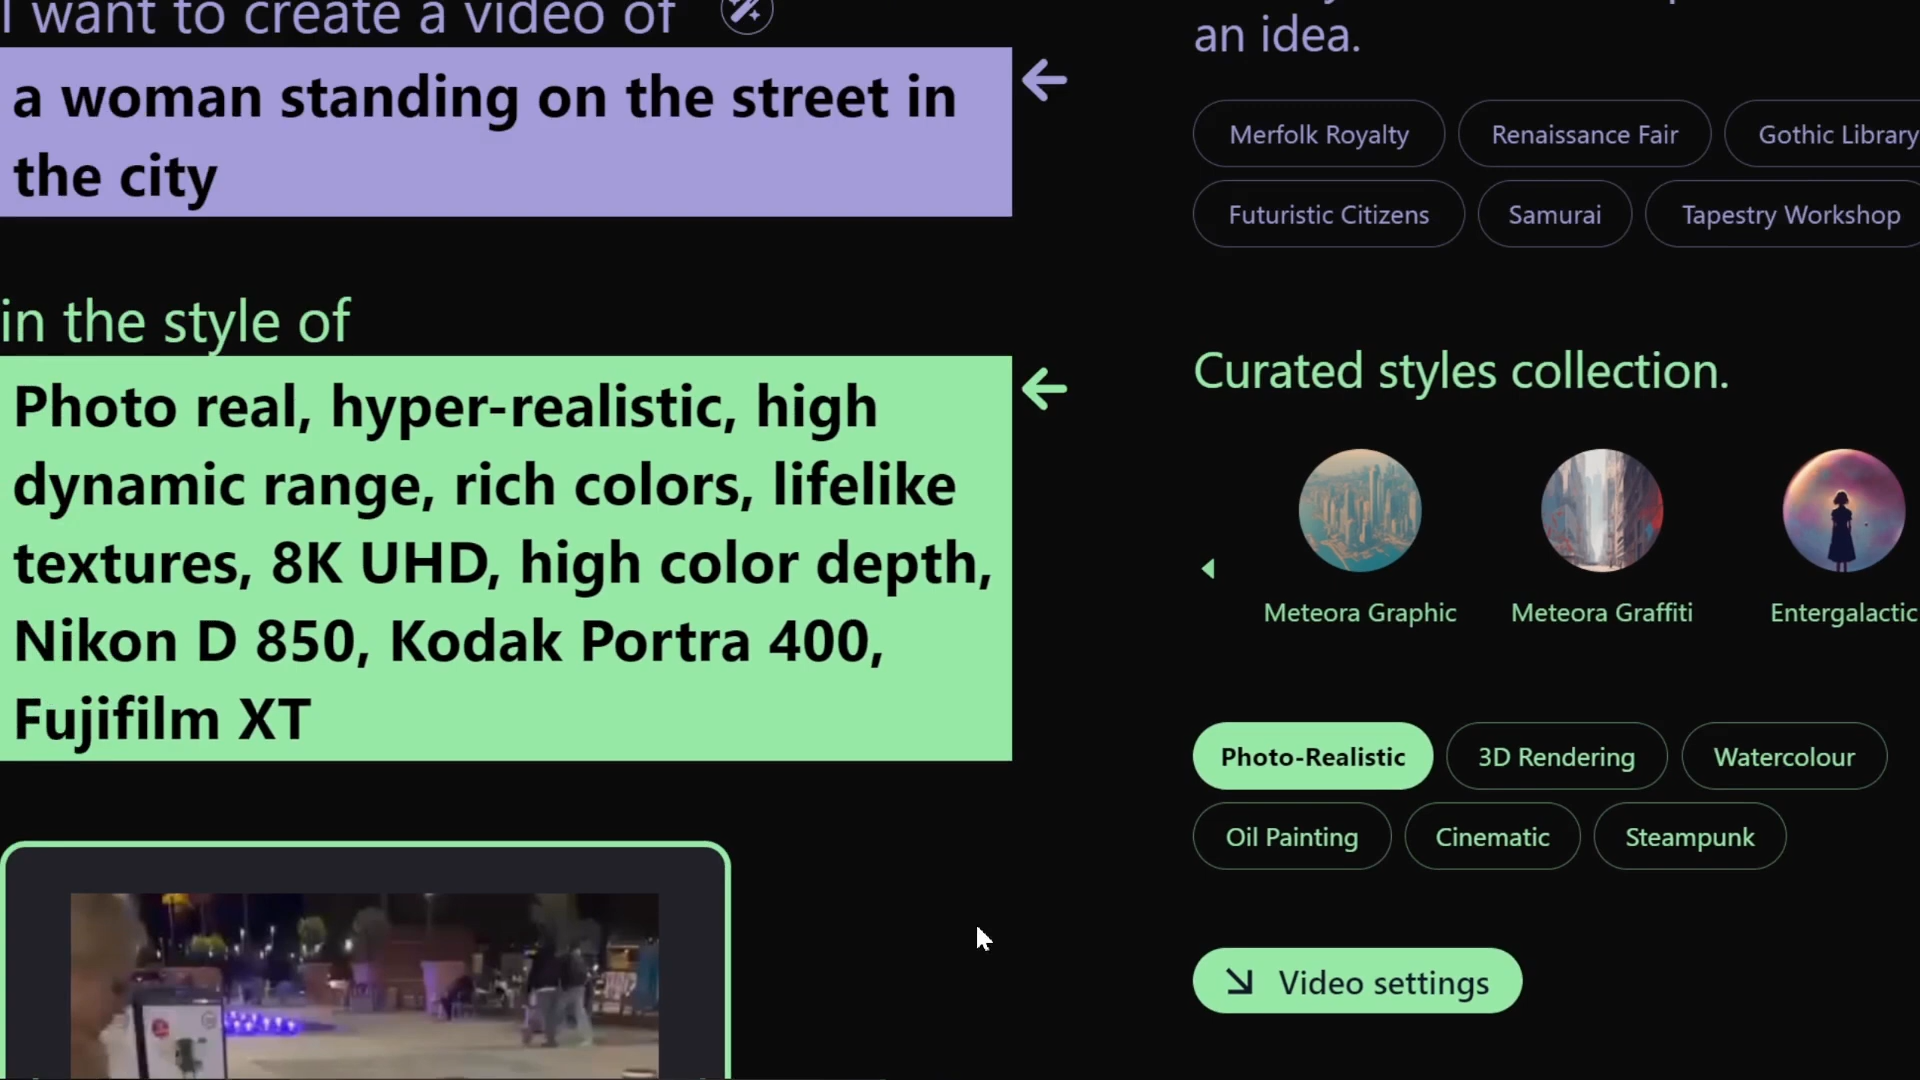 I want to create a video of
a woman standing on the street in
the city
in the style of
Photo real, hyper-realistic, high
dynamic range, rich colors, lifelike
textures, 8K UHD, high color depth,
Nikon D 850, Kodak Portra 400,
Fujifilm XT
an idea.
Merfolk Royalty
Renaissance Fair
Gothic Library
Futuristic Citizens
Samurai
Tapestry Workshop
Curated styles collection.
Meteora Graphic
Meteora Graffiti
Entergalactic
Photo-Realistic
3D Rendering
Watercolour
Oil Painting
Cinematic
Steampunk
Video settings